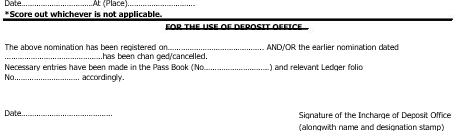 Date……………………………At (Place)…………………………
*Score out whichever is not applicable.
FOR THE USE OF DEPOSIT OFFICE
The above nomination has been registered on…………………………………… AND/OR the earlier nomination dated
……………………………………has been chan ged/cancelled.
Necessary entries have been made in the Pass Book (No………………………) and relevant Ledger folio
No……………………… accordingly.
Date…………………………………
Signature of the Incharge of Deposit Office
(alongwith name and designation stamp)